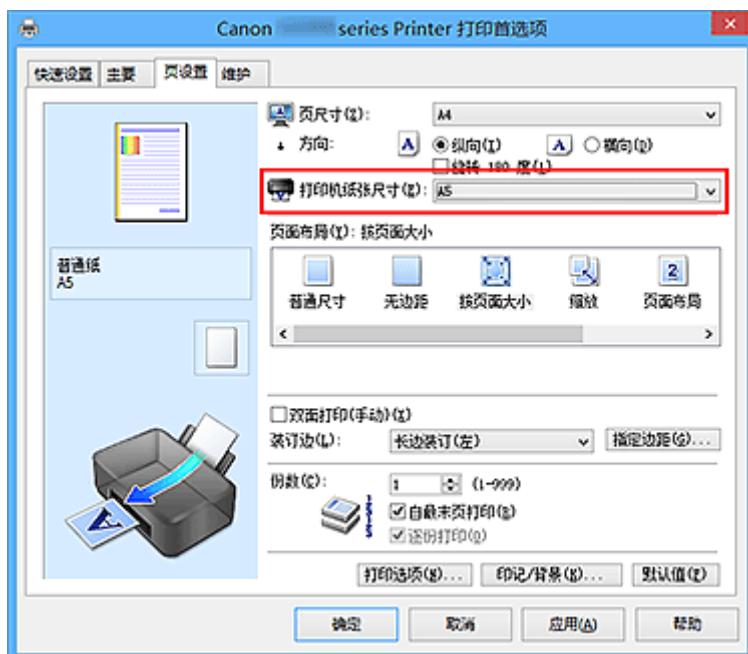 Canon series Printer 打印首选项
快速设置 主要 页设置 维护
页尺寸(Z): A4
方向: A 纵向(I) A 横向(D)
旋转 180 度(L)
打印机纸张尺寸(E): A5
页面布局(Y): 按页面大小
普通纸
A5
2
普通尺寸 无边距 按页面大小 缩放 页面布局
双面打印(手动)(X)
装订边(L): 长边装订(左) 指定边距(G)...
份数(C): 1 (1-999)
自最末页打印(S)
逐份打印(O)
打印选项(N)... 印记/背景(K)... 默认值(F)
确定 取消 应用(A) 帮助